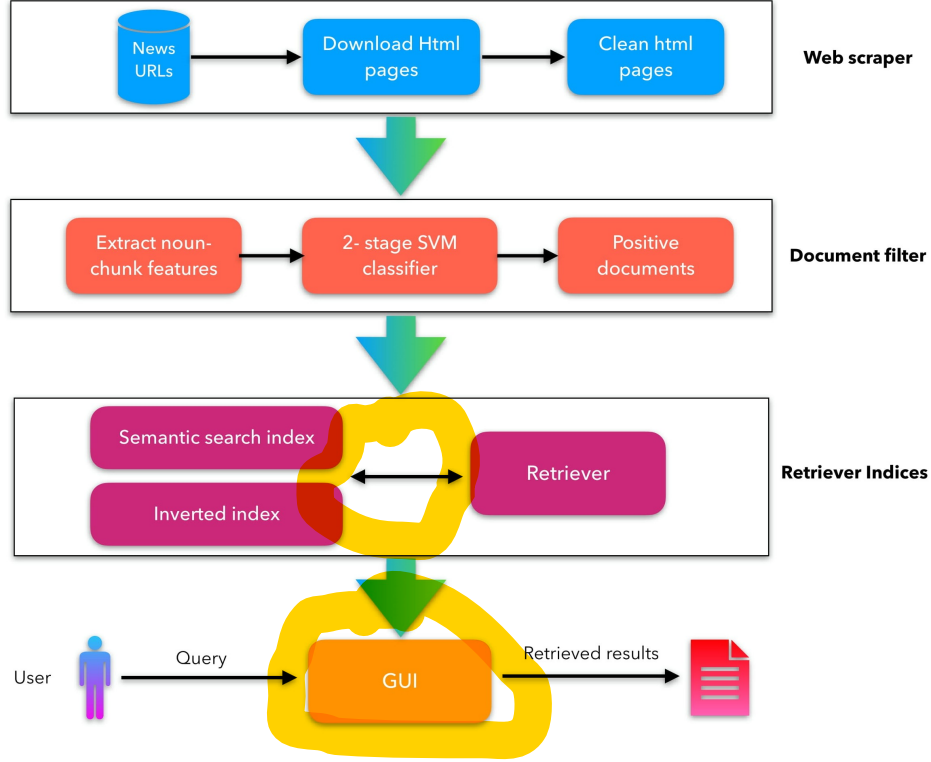 News
URLs
Download Html
pages
Clean html
pages
Web scraper
Extract noun-
chunk features
2- stage SVM
classifier
Positive
documents
Document filter
Semantic search index
Inverted index
Retriever
Retriever Indices
User
Query
GUI
Retrieved results